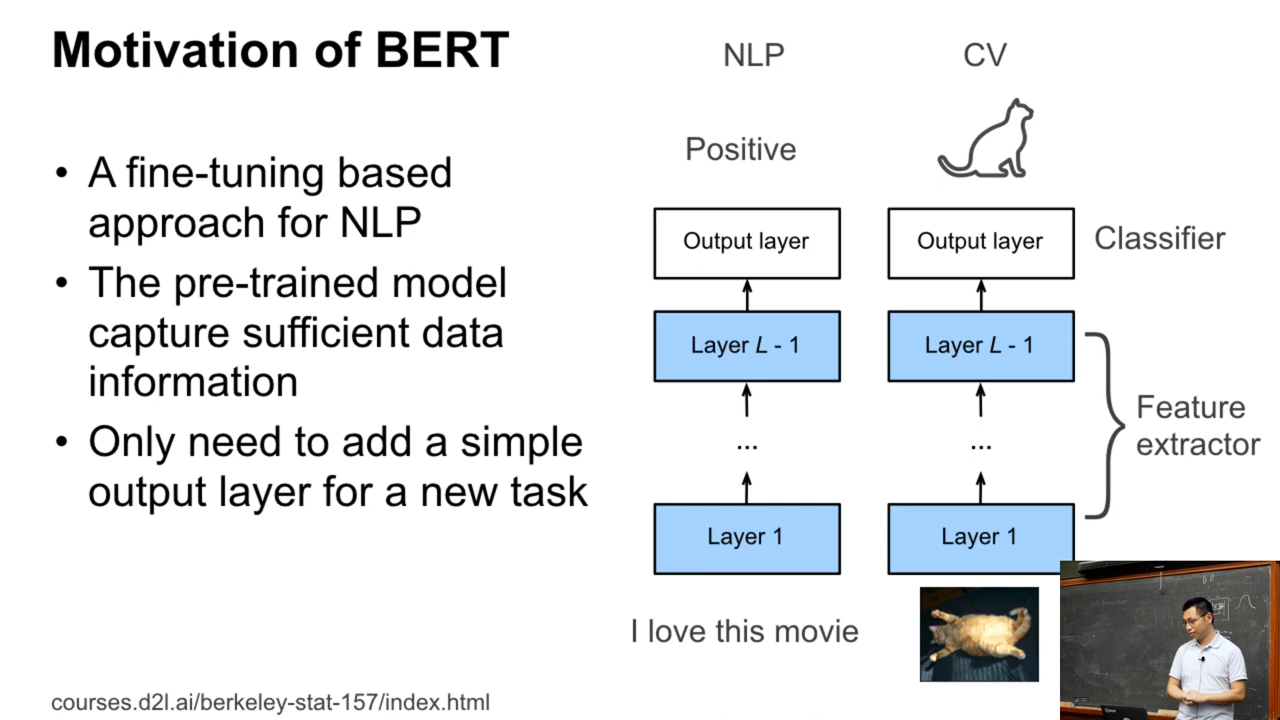 Motivation of BERT
• A fine-tuning based
approach for NLP
• The pre-trained model
capture sufficient data
information
• Only need to add a simple
output layer for a new task
NLP
CV
Positive
Output layer
Output layer
Classifier
Layer L - 1
Layer L - 1
...
...
Feature
extractor
Layer 1
Layer 1
I love this movie
courses.d2l.ai/berkeley-stat-157/index.html